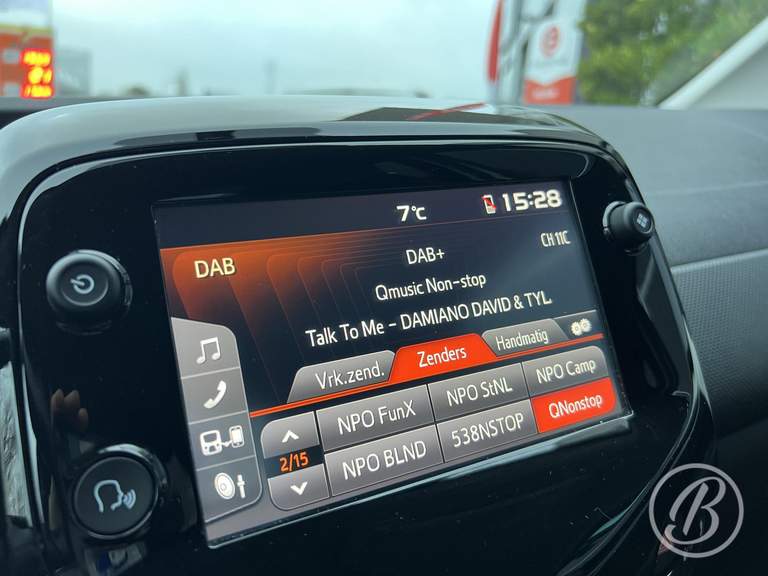 7°C
15:28
DAB
DAB+
CH 11C
Qmusic Non-stop
Talk To Me - DAMIANO DAVID & TYL
Vrk.zend.
Zenders
Handmatig
2/15
NPO FunX
NPO StNL
NPO Camp
NPO BLND
538NSTOP
QNonstop
B